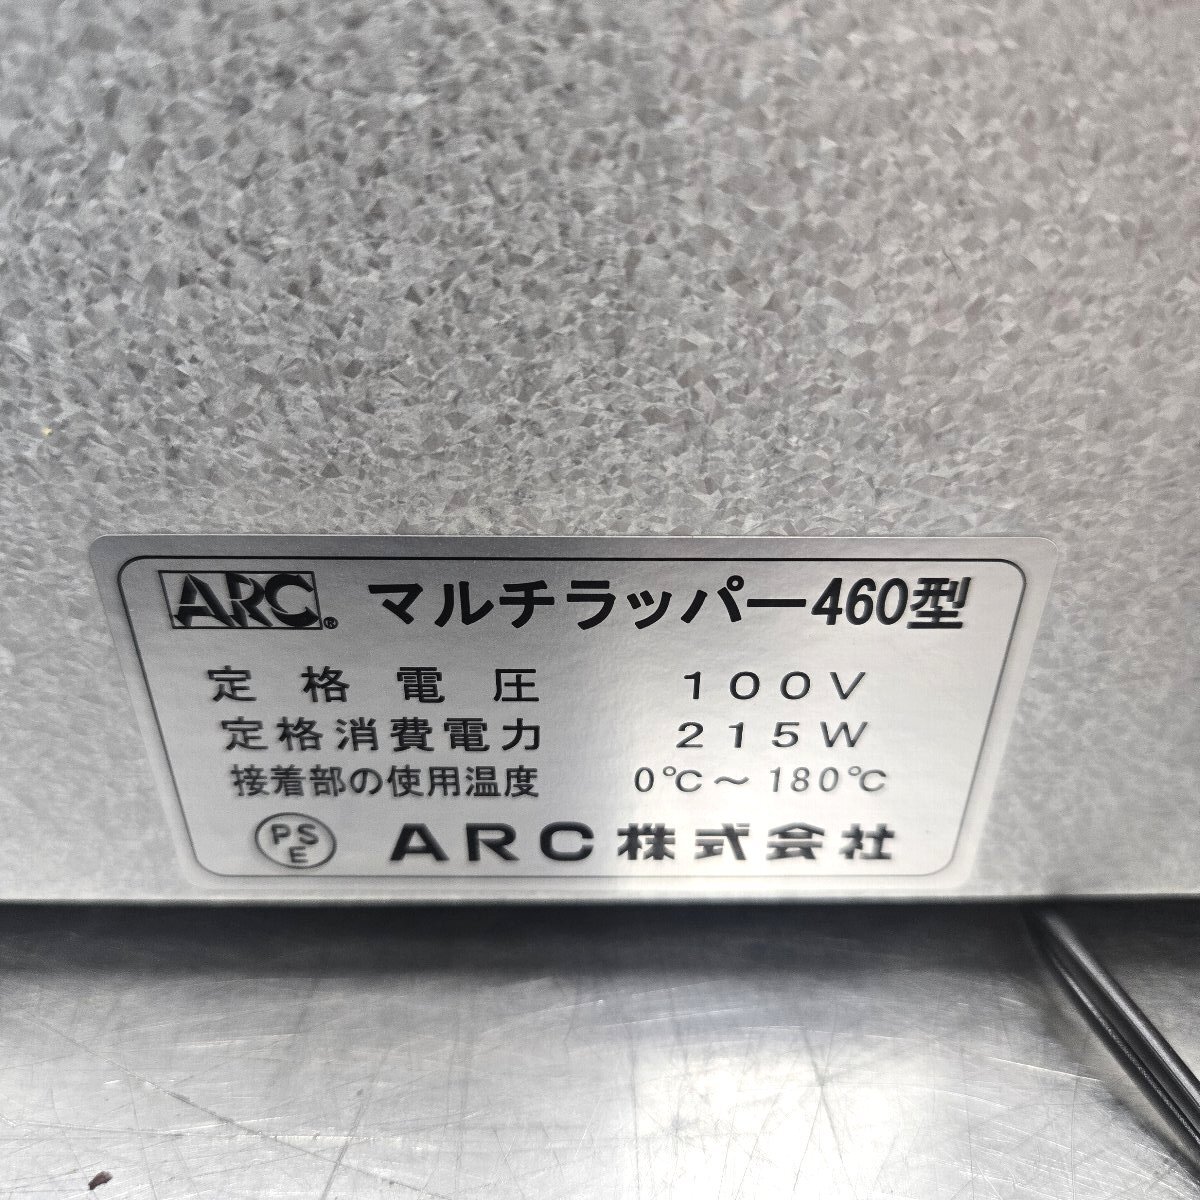 ARC® マルチラッパー460型
定格電圧 100V
定格消費電力 215W
接着部の使用温度 0℃～180℃
PSE ARC株式会社